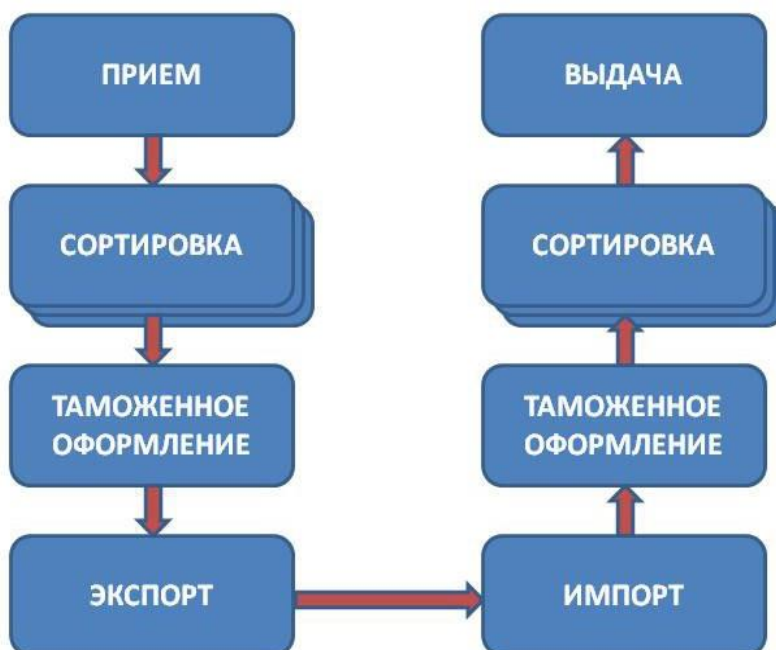 ПРИЕМ
СОРТИРОВКА
ТАМОЖЕННОЕ
ОФОРМЛЕНИЕ
ЭКСПОРТ
ИМПОРТ
ТАМОЖЕННОЕ
ОФОРМЛЕНИЕ
СОРТИРОВКА
ВЫДАЧА